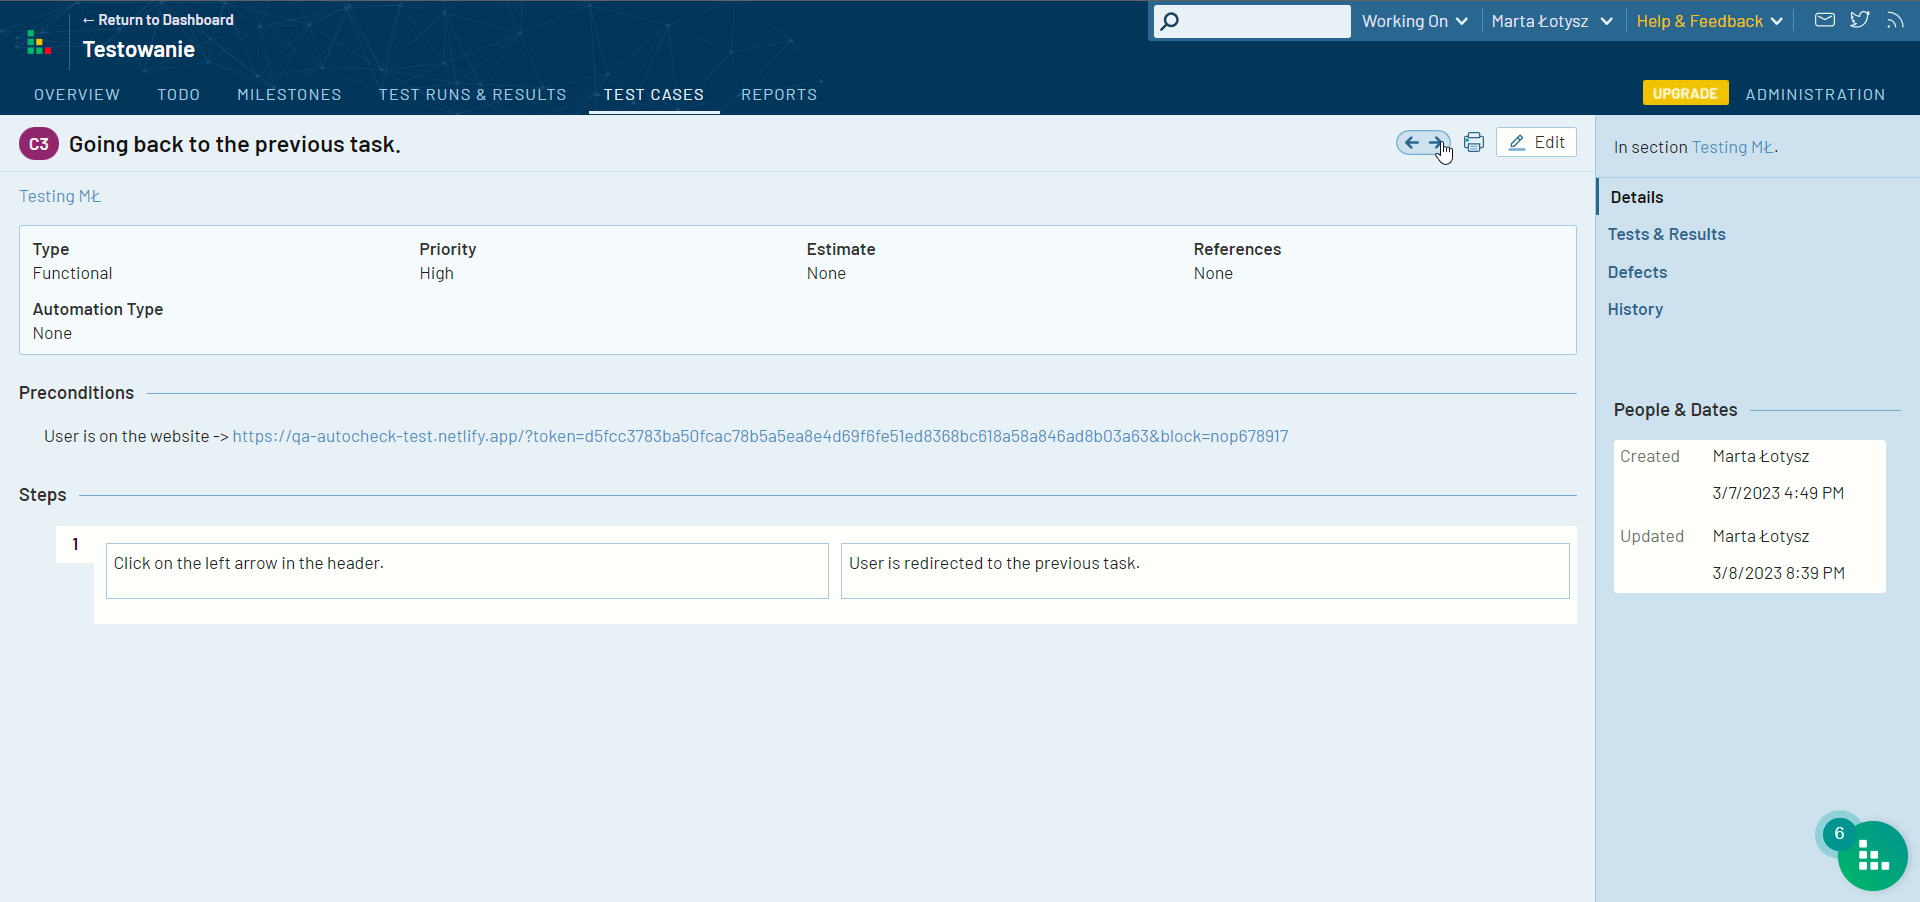 ← Return to Dashboard
Testowanie
Working On
Marta Łotysz
Help & Feedback
OVERVIEW
TODO
MILESTONES
TEST RUNS & RESULTS
TEST CASES
REPORTS
UPGRADE
ADMINISTRATION
C3
Going back to the previous task.
Edit
In section Testing MŁ.
Testing MŁ
Type
Functional
Priority
High
Estimate
None
References
None
Automation Type
None
Preconditions
User is on the website -> https://qa-autocheck-test.netlify.app/?token=d5fcc3783ba50fcac78b5a5ea8e4d69f6fe51ed8368bc618a58a846ad8b03a63&block=nop678917
Steps
1
Click on the left arrow in the header.
User is redirected to the previous task.
Details
Tests & Results
Defects
History
People & Dates
Created
Marta Łotysz
3/7/2023 4:49 PM
Updated
Marta Łotysz
3/8/2023 8:39 PM
6